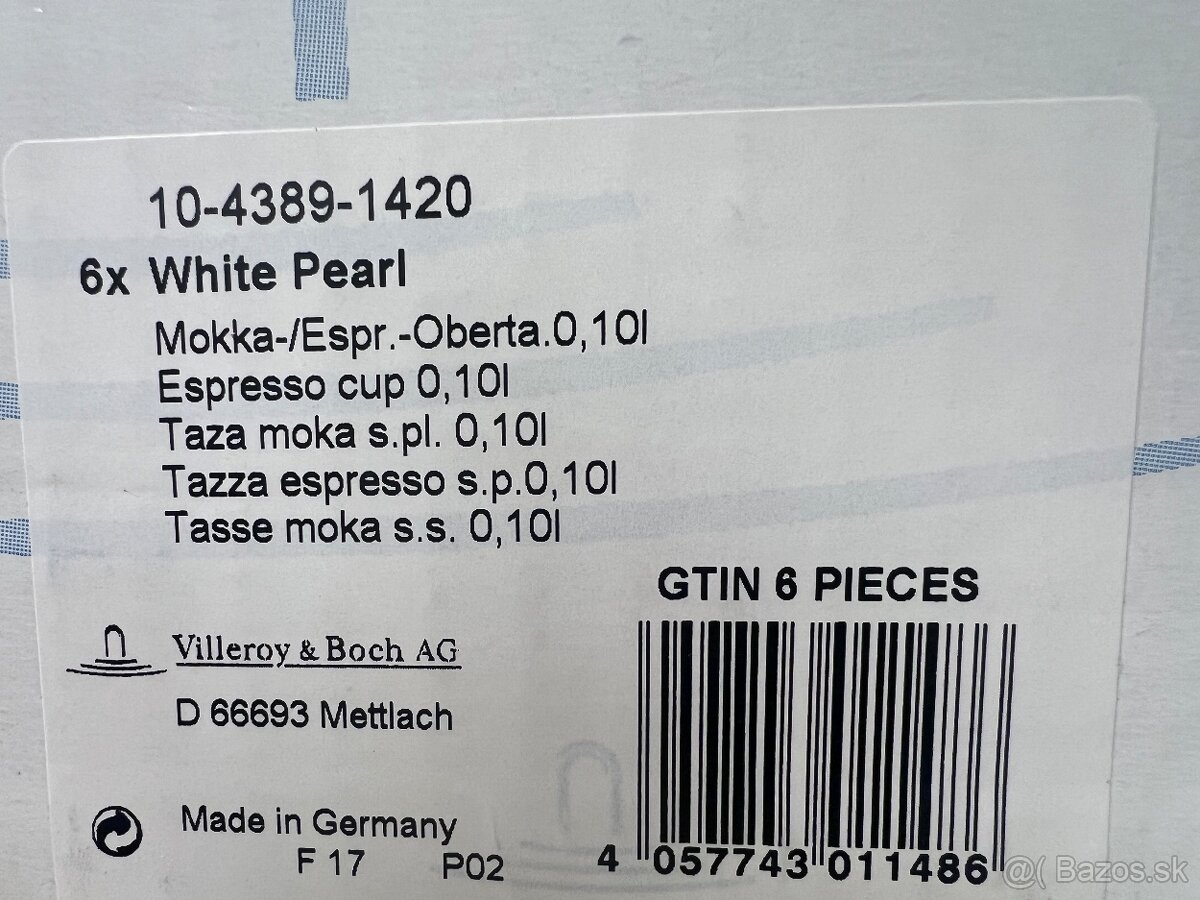 10-4389-1420
6x White Pearl
Mokka-/Espr.-Oberta.0,10l
Espresso cup 0,10l
Taza moka s.pl. 0,10l
Tazza espresso s.p.0,10l
Tasse moka s.s. 0,10l
GTIN 6 PIECES
Villeroy & Boch AG
D 66693 Mettlach
Made in Germany
F 17 P02
4 057743 011486
@( Bazos.sk